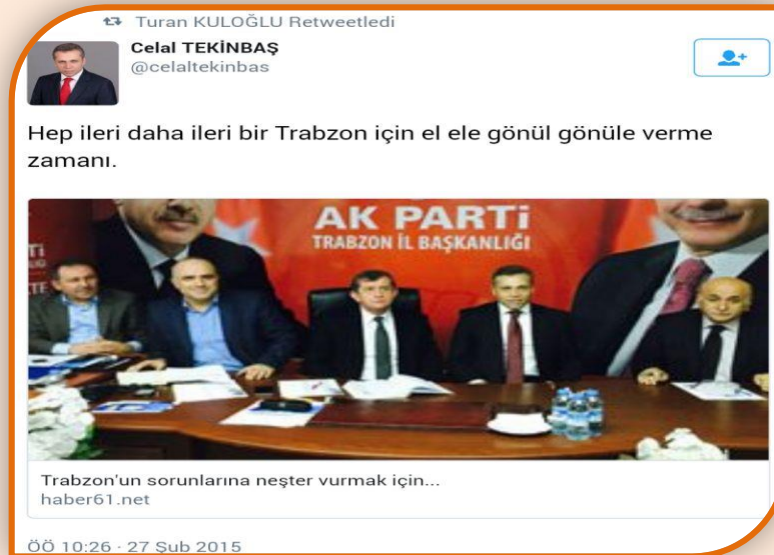 Turan KULOĞLU Retweetledi
Celal TEKİNBAŞ
@celaltekinbas
Hep ileri daha ileri bir Trabzon için el ele gönül gönüle verme
zamanı.
AK PARTİ
TRABZON İL BAŞKANLIĞI
Trabzon'un sorunlarına neşter vurmak için...
haber61.net
ÖÖ 10:26 · 27 Şub 2015